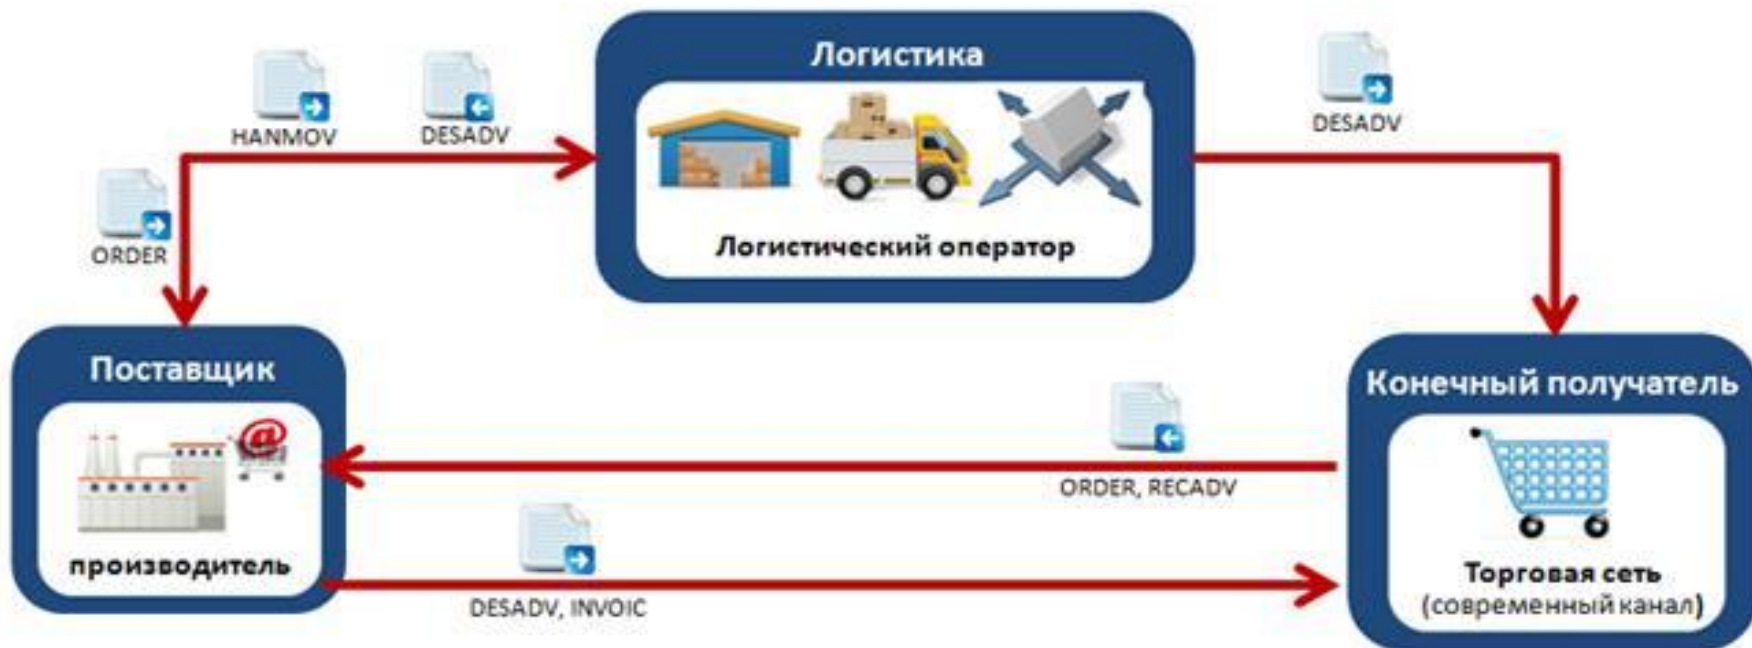 Логистика
HANMOV
DESADV
DESADV
ORDER
Логистический оператор
Поставщик
Конечный получатель
@
ORDER, RECADV
производитель
Торговая сеть
(современный канал)
DESADV, INVOIC